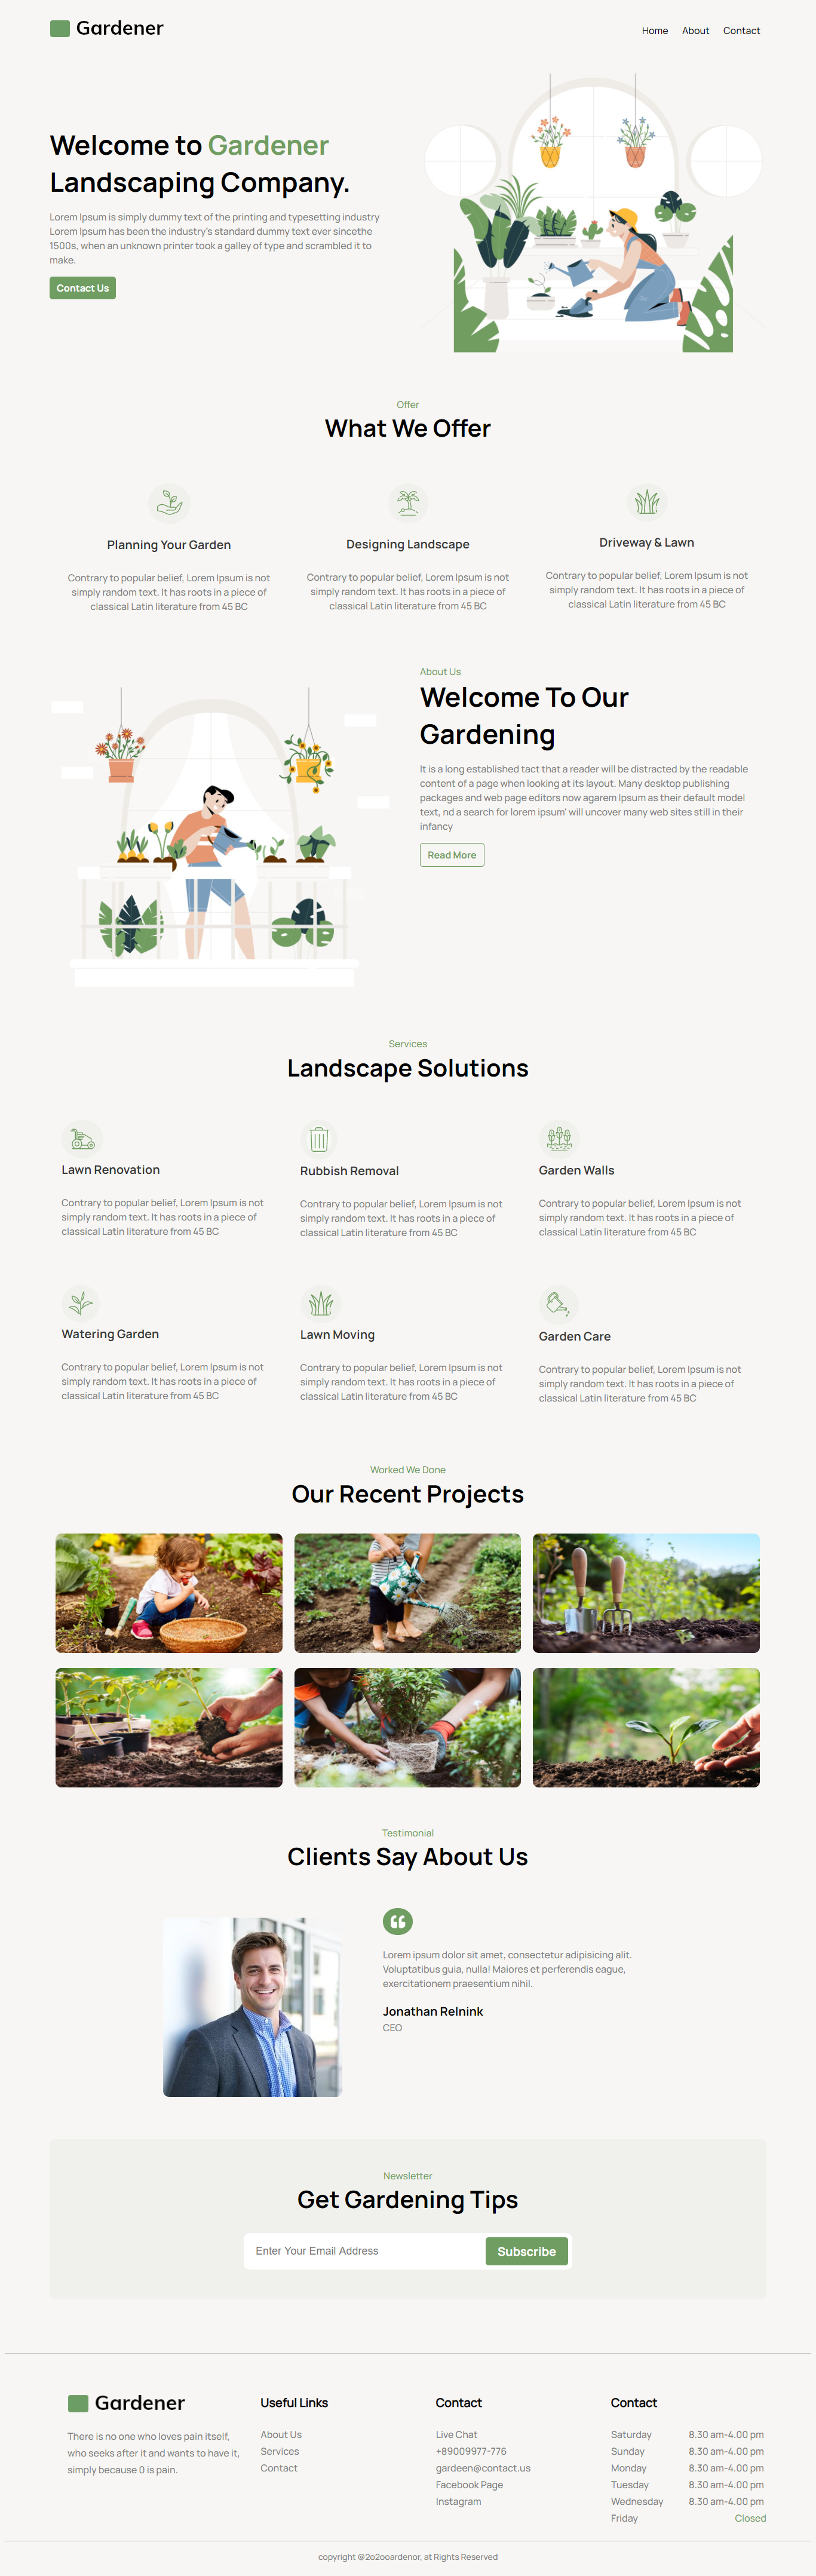 Gardener
Home About Contact
Welcome to Gardener
Landscaping Company.
Lorem Ipsum is simply dummy text of the printing and typesetting industry
Lorem Ipsum has been the industry's standard dummy text ever sincethe
1500s, when an unknown printer took a galley of type and scrambled it to
make.
Contact Us
Offer
What We Offer
Planning Your Garden
Contrary to popular belief, Lorem Ipsum is not
simply random text. It has roots in a piece of
classical Latin literature from 45 BC
Designing Landscape
Contrary to popular belief, Lorem Ipsum is not
simply random text. It has roots in a piece of
classical Latin literature from 45 BC
Driveway & Lawn
Contrary to popular belief, Lorem Ipsum is not
simply random text. It has roots in a piece of
classical Latin literature from 45 BC
About Us
Welcome To Our
Gardening
It is a long established tact that a reader will be distracted by the readable
content of a page when looking at its layout. Many desktop publishing
packages and web page editors now agarem Ipsum as their default model
text, nd a search for lorem ipsum' will uncover many web sites still in their
infancy
Read More
Services
Landscape Solutions
Lawn Renovation
Contrary to popular belief, Lorem Ipsum is not
simply random text. It has roots in a piece of
classical Latin literature from 45 BC
Rubbish Removal
Contrary to popular belief, Lorem Ipsum is not
simply random text. It has roots in a piece of
classical Latin literature from 45 BC
Garden Walls
Contrary to popular belief, Lorem Ipsum is not
simply random text. It has roots in a piece of
classical Latin literature from 45 BC
Watering Garden
Contrary to popular belief, Lorem Ipsum is not
simply random text. It has roots in a piece of
classical Latin literature from 45 BC
Lawn Moving
Contrary to popular belief, Lorem Ipsum is not
simply random text. It has roots in a piece of
classical Latin literature from 45 BC
Garden Care
Contrary to popular belief, Lorem Ipsum is not
simply random text. It has roots in a piece of
classical Latin literature from 45 BC
Worked We Done
Our Recent Projects
Testimonial
Clients Say About Us
Lorem ipsum dolor sit amet, consectetur adipisicing alit.
Voluptatibus guia, nulla! Maiores et perferendis eague,
exercitationem praesentium nihil.
Jonathan Relnink
CEO
Newsletter
Get Gardening Tips
Enter Your Email Address
Subscribe
Gardener
There is no one who loves pain itself,
who seeks after it and wants to have it,
simply because 0 is pain.
Useful Links
About Us
Services
Contact
Contact
Live Chat
+89009977-776
gardeen@contact.us
Facebook Page
Instagram
Contact
Saturday 8.30 am-4.00 pm
Sunday 8.30 am-4.00 pm
Monday 8.30 am-4.00 pm
Tuesday 8.30 am-4.00 pm
Wednesday 8.30 am-4.00 pm
Friday Closed
copyright @2o2ooardenor, at Rights Reserved